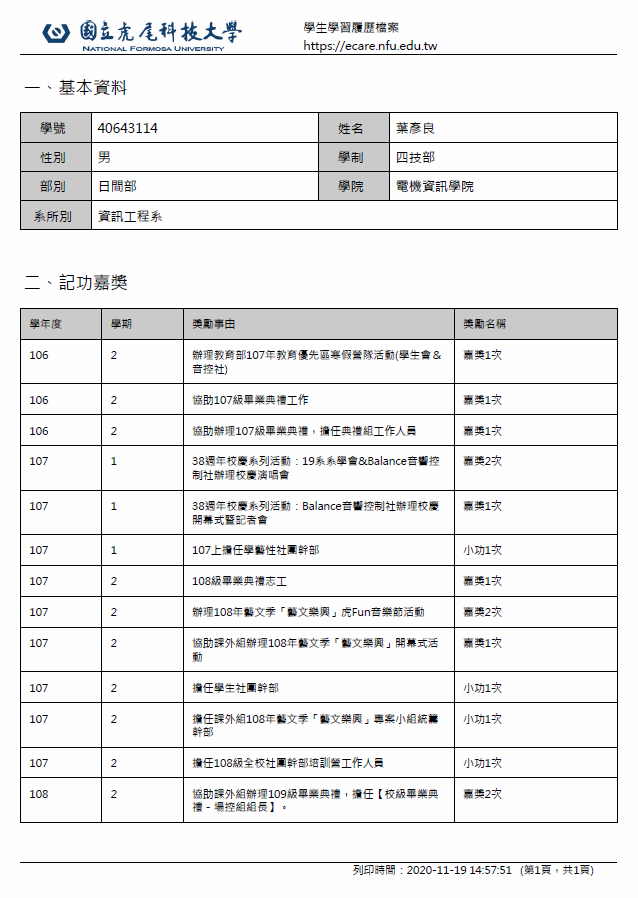 國立虎尾科技大學
NATIONAL FORMOSA UNIVERSITY
學生學習履歷檔案
https://ecare.nfu.edu.tw
一、基本資料
學號 40643114 姓名 葉彥良
性別 男 學制 四技部
部別 日間部 學院 電機資訊學院
系所別 資訊工程系
二、記功嘉獎
學年度 學期 獎勵事由 獎勵名稱
106 2 辦理教育部107年教育優先區寒假營隊活動(學生會&
音控社) 嘉獎1次
106 2 協助107級畢業典禮工作 嘉獎1次
106 2 協助辦理107級畢業典禮，擔任典禮組工作人員 嘉獎1次
107 1 38週年校慶系列活動：19系系學會&Balance音響控
制社辦理校慶演唱會 嘉獎2次
107 1 38週年校慶系列活動：Balance音響控制社辦理校慶
開幕式暨記者會 嘉獎1次
107 1 107上擔任學藝性社團幹部 小功1次
107 2 108級畢業典禮志工 嘉獎1次
107 2 辦理108年藝文季「藝文樂興」虎Fun音樂節活動 嘉獎2次
107 2 協助課外組辦理108年藝文季「藝文樂興」開幕式活
動 嘉獎1次
107 2 擔任學生社團幹部 小功1次
107 2 擔任課外組108年藝文季「藝文樂興」專案小組統籌
幹部 小功1次
107 2 擔任108級全校社團幹部培訓營工作人員 小功1次
108 2 協助課外組辦理109級畢業典禮，擔任【校級畢業典
禮－場控組組長】。 嘉獎2次
列印時間：2020-11-19 14:57:51 (第1頁，共1頁)